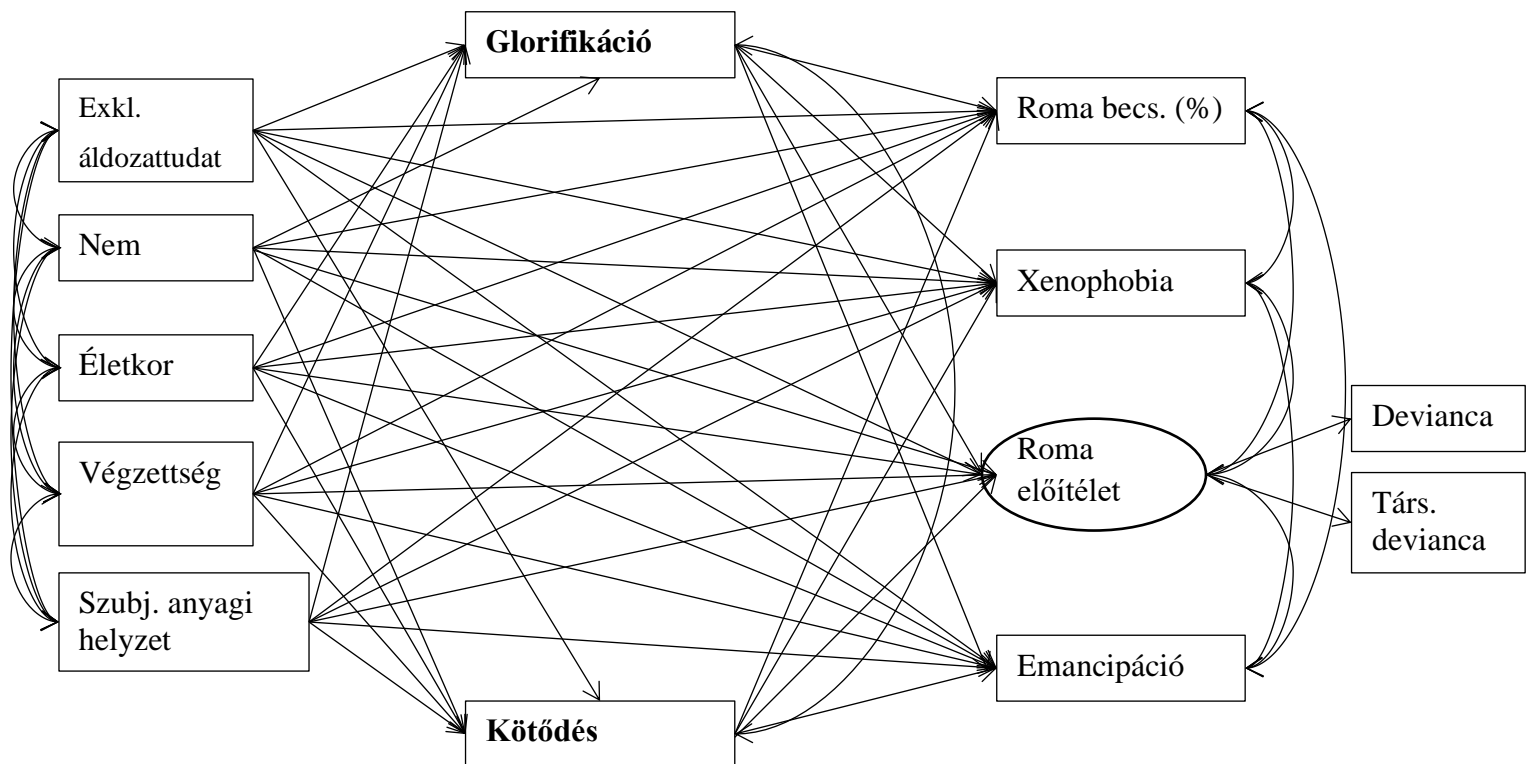 Glorifikáció
Exkl.
áldozattudat
Nem
Életkor
Végzettség
Szubj. anyagi
helyzet
Kötődés
Roma becs. (%)
Xenophobia
Roma
előítélet
Emancipáció
Devianca
Társ.
devianca